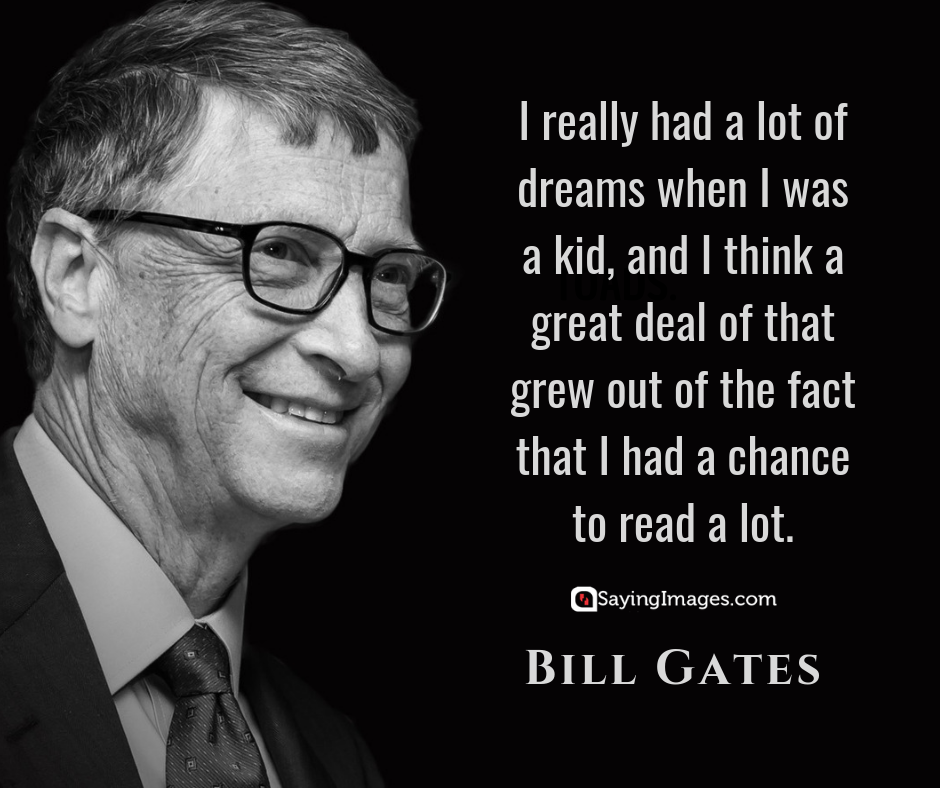 I really had a lot of
dreams when I was
a kid, and I think a
great deal of that
grew out of the fact
that I had a chance
to read a lot.
SayingImages.com
BILL GATES